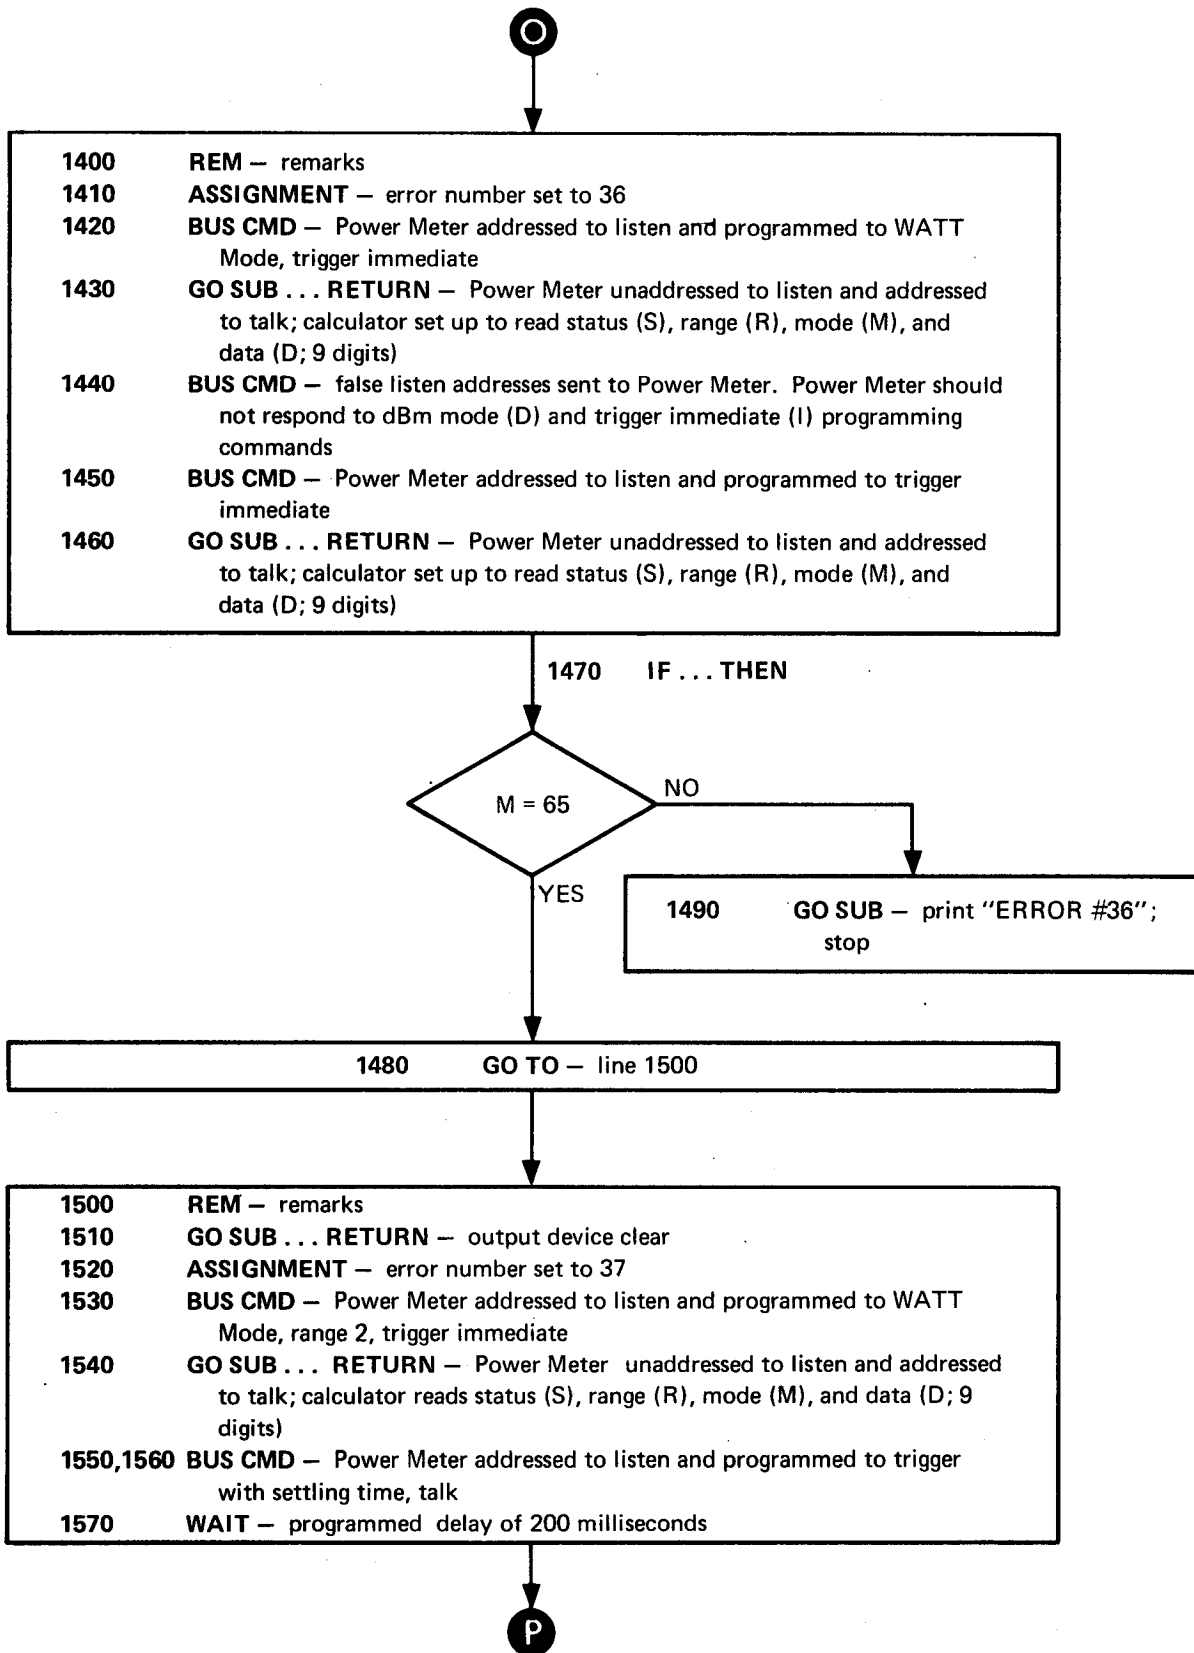 O
1400 REM — remarks
1410 ASSIGNMENT — error number set to 36
1420 BUS CMD — Power Meter addressed to listen and programmed to WATT
Mode, trigger immediate
1430 GO SUB . . . RETURN — Power Meter unaddressed to listen and addressed
to talk; calculator set up to read status (S), range (R), mode (M), and
data (D; 9 digits)
1440 BUS CMD — false listen addresses sent to Power Meter. Power Meter should
not respond to dBm mode (D) and trigger immediate (I) programming
commands
1450 BUS CMD — Power Meter addressed to listen and programmed to trigger
immediate
1460 GO SUB . . . RETURN — Power Meter unaddressed to listen and addressed
to talk; calculator set up to read status (S), range (R), mode (M), and
data (D; 9 digits)
1470 IF . . . THEN
M = 65
NO
YES
1490 GO SUB — print "ERROR #36";
stop
1480 GO TO — line 1500
1500 REM — remarks
1510 GO SUB . . . RETURN — output device clear
1520 ASSIGNMENT — error number set to 37
1530 BUS CMD — Power Meter addressed to listen and programmed to WATT
Mode, range 2, trigger immediate
1540 GO SUB . . . RETURN — Power Meter unaddressed to listen and addressed
to talk; calculator reads status (S), range (R), mode (M), and data (D; 9
digits)
1550,1560 BUS CMD — Power Meter addressed to listen and programmed to trigger
with settling time, talk
1570 WAIT — programmed delay of 200 milliseconds
P